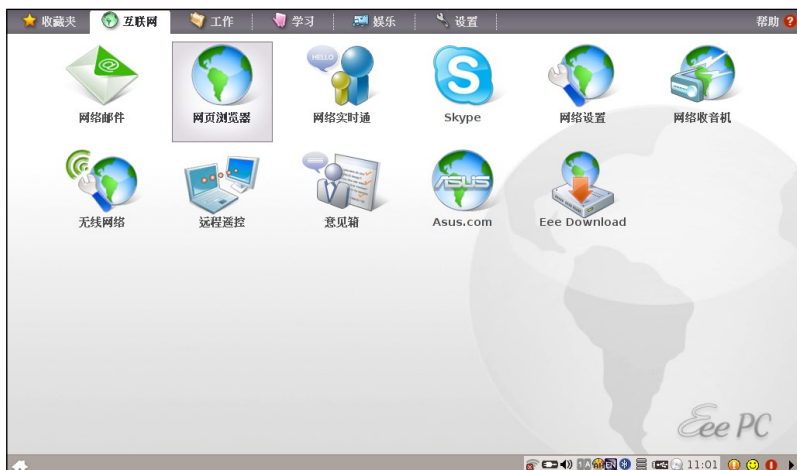 收藏夹 互联网 工作 学习 娱乐 设置 帮助
HELLO
网络邮件 网页浏览器 网络实时通 Skype 网络设置 网络收音机
ASUS
无线网络 远程遥控 意见箱 Asus.com Eee Download
Eee PC
EN 11:01